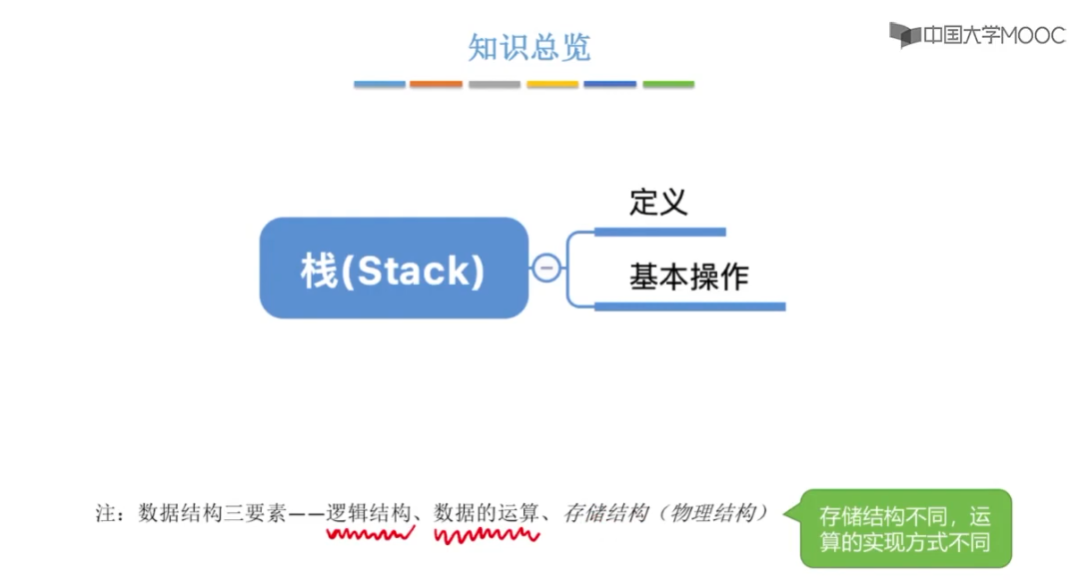 中国大学MOOC
知识总览
定义
栈(Stack)
基本操作
注：数据结构三要素——逻辑结构、数据的运算、存储结构（物理结构）
存储结构不同，运
算的实现方式不同